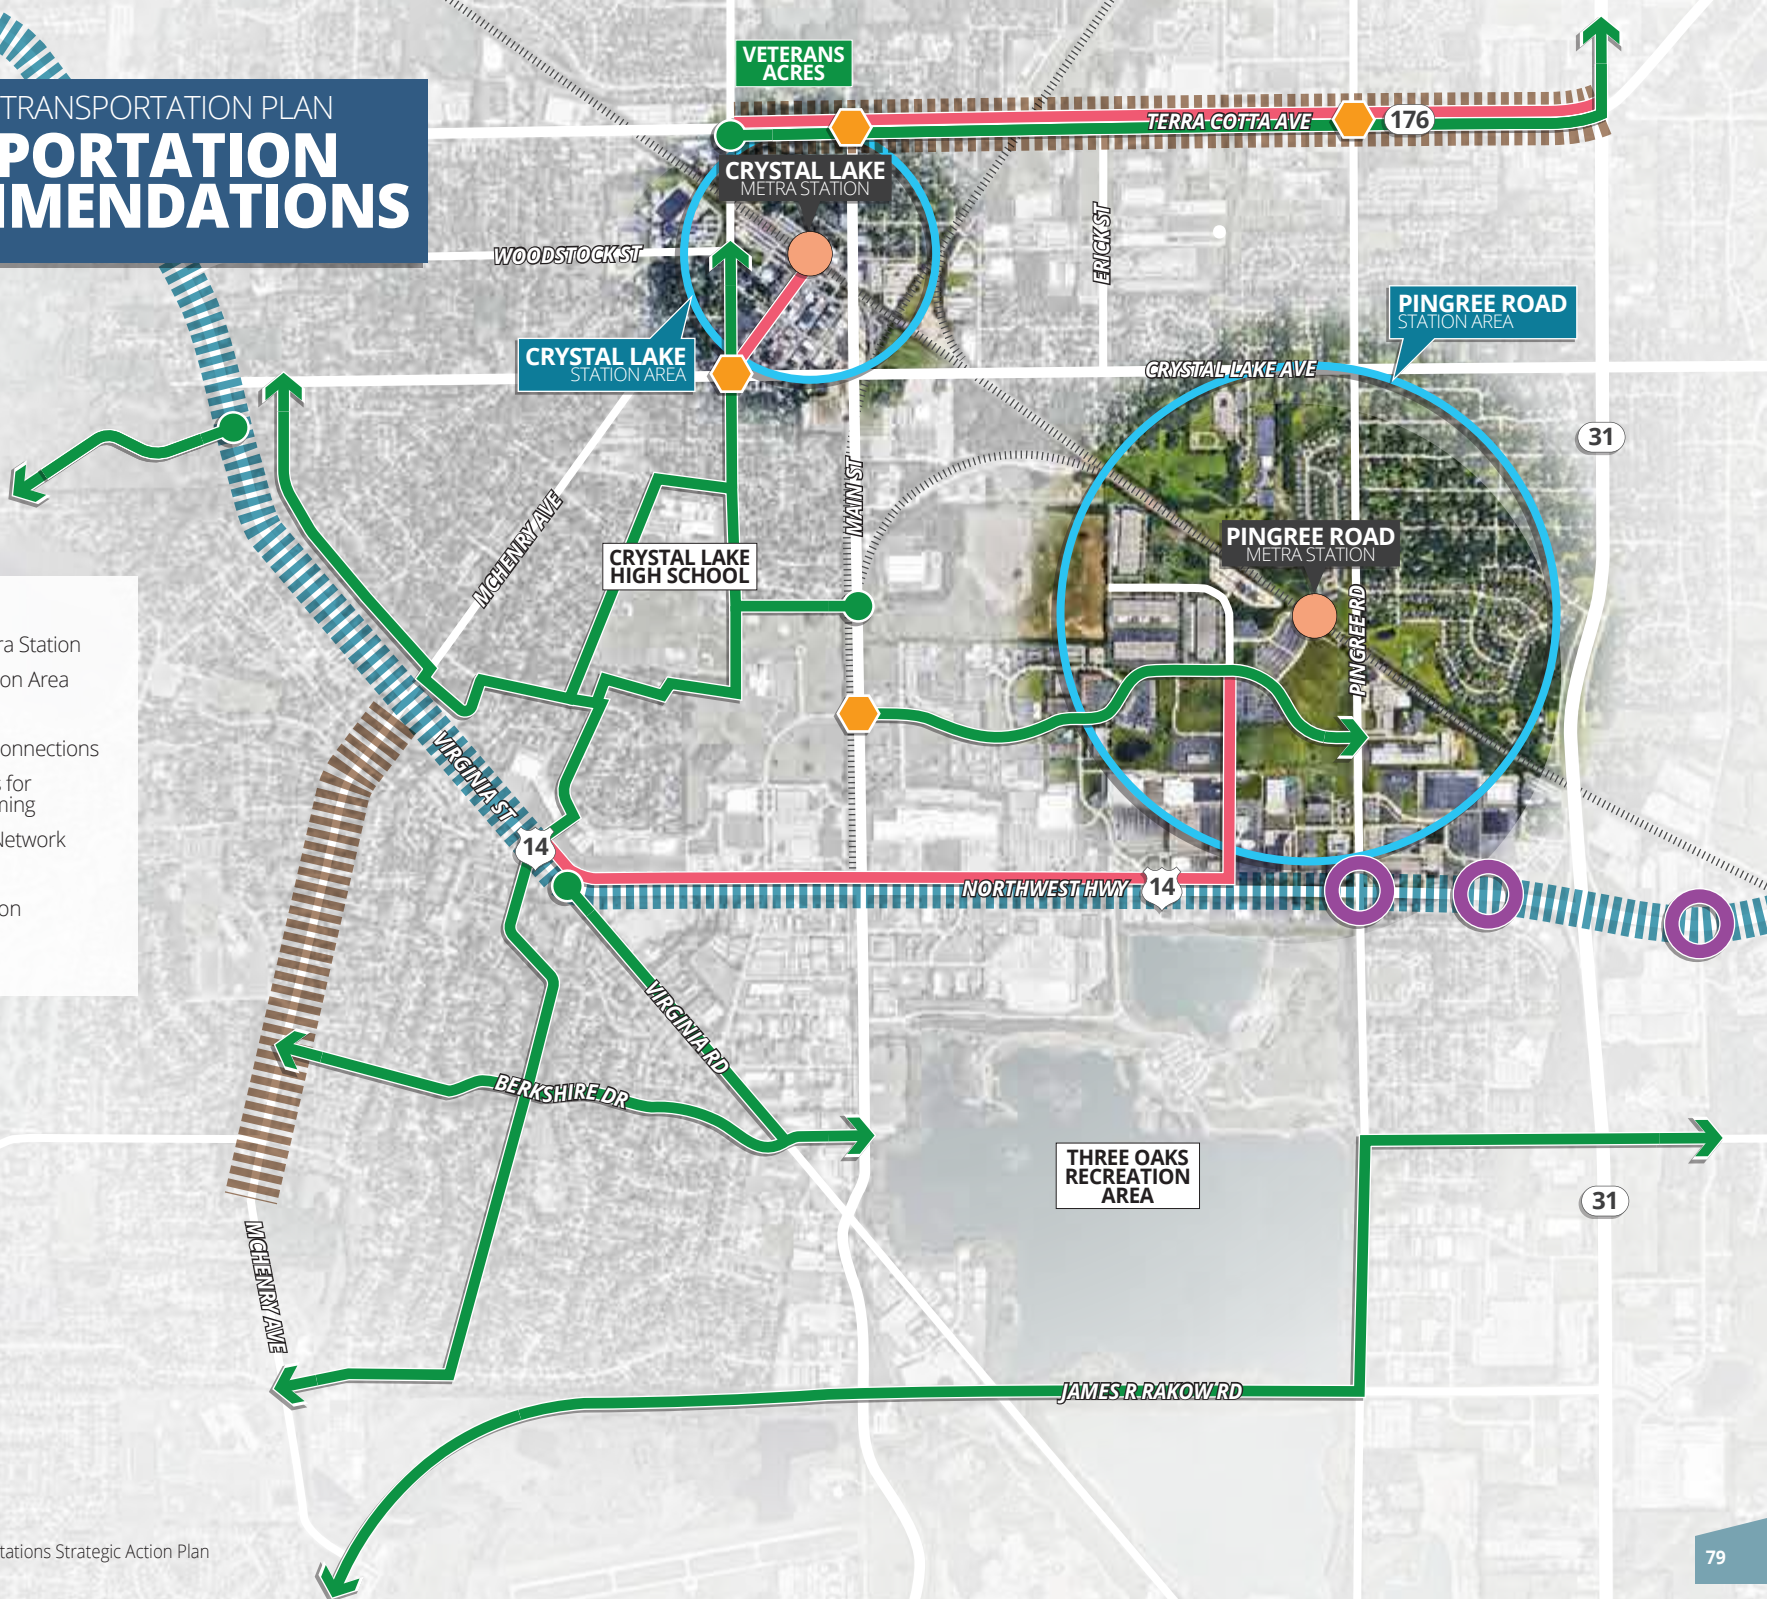 TRANSPORTATION PLAN
PORTATION
MENDATIONS
VETERANS
ACRES
TERRA COTTA AVE
176
CRYSTAL LAKE
METRA STATION
WOODSTOCK ST
ERICK ST
PINGREE ROAD
STATION AREA
CRYSTAL LAKE
STATION AREA
CRYSTAL LAKE AVE
31
MAIN ST
MCHENRY AVE
CRYSTAL LAKE
HIGH SCHOOL
PINGREE ROAD
METRA STATION
PINGREE RD
ra Station
on Area
onnections
s for
ning
Network
on
VIRGINIA ST
14
NORTHWEST HWY
14
VIRGINIA RD
BERKSHIRE DR
THREE OAKS
RECREATION
AREA
31
MCHENRY AVE
JAMES R RAKOW RD
tations Strategic Action Plan
79